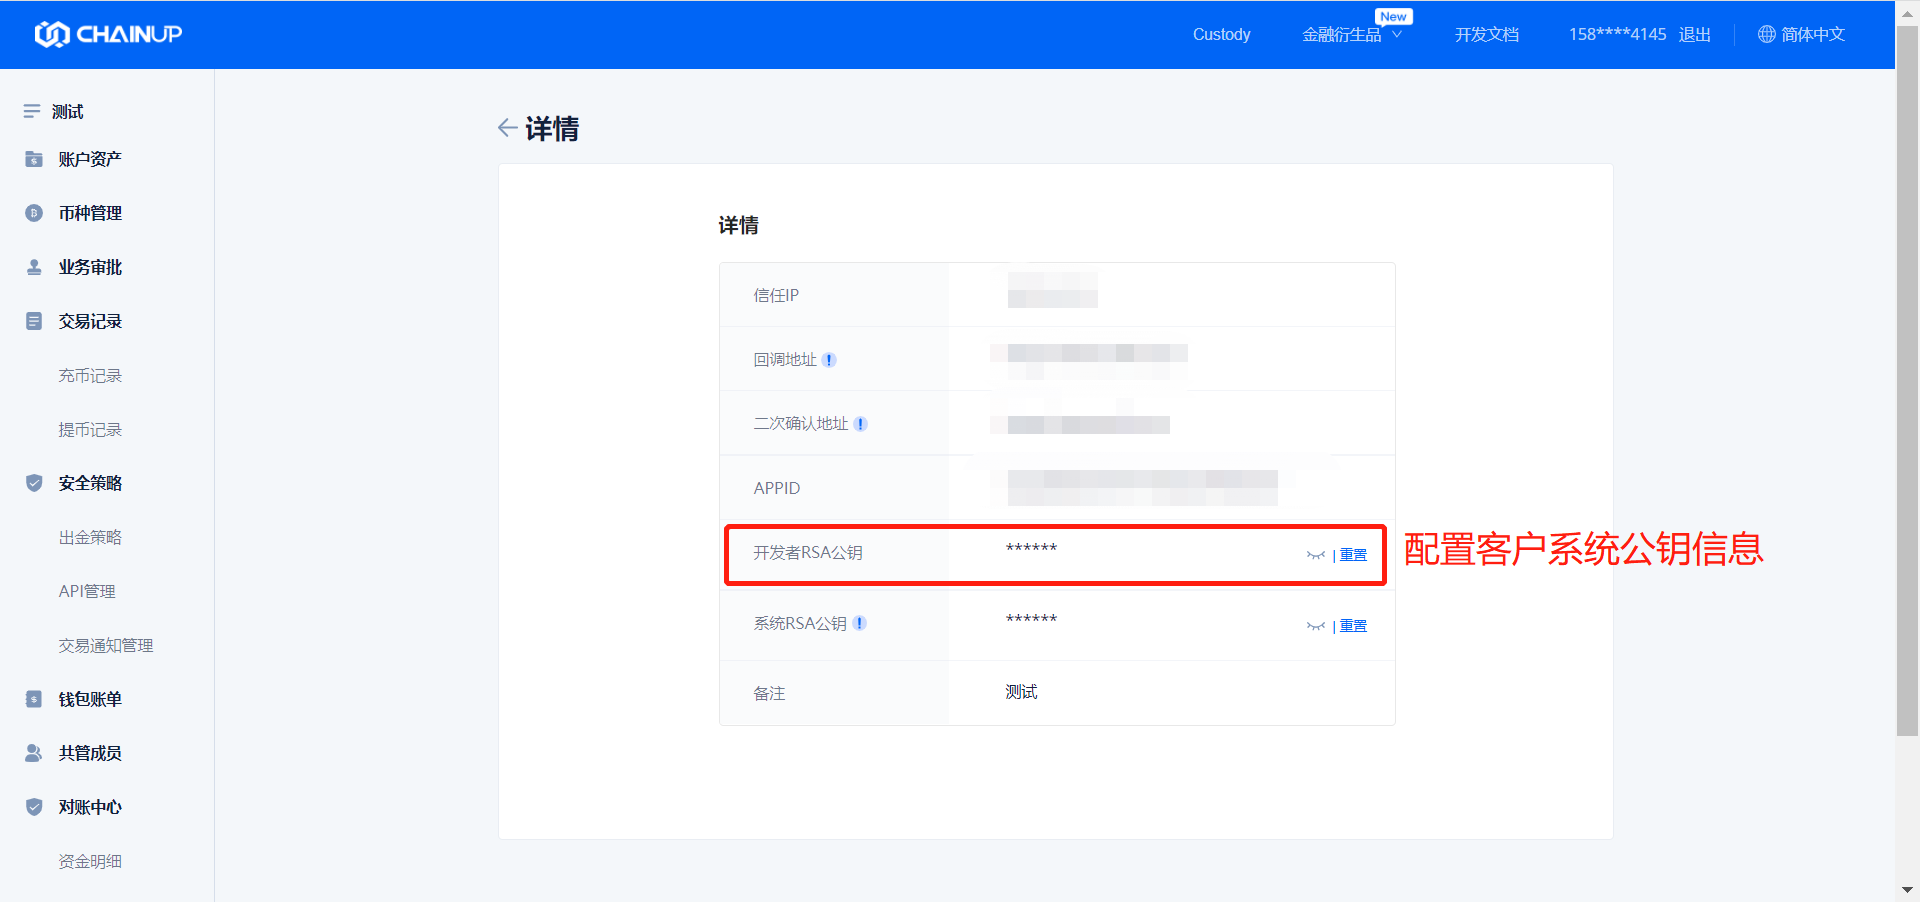 CHAINUP
Custody
金融衍生品
New
开发文档
158****4145 退出
简体中文
测试
账户资产
币种管理
业务审批
交易记录
充币记录
提币记录
安全策略
出金策略
API管理
交易通知管理
钱包账单
共管成员
对账中心
资金明细
详情
详情
信任IP
回调地址 !
二次确认地址 !
APPID
开发者RSA公钥 ****** | 重置
配置客户系统公钥信息
系统RSA公钥 ! ****** | 重置
备注 测试